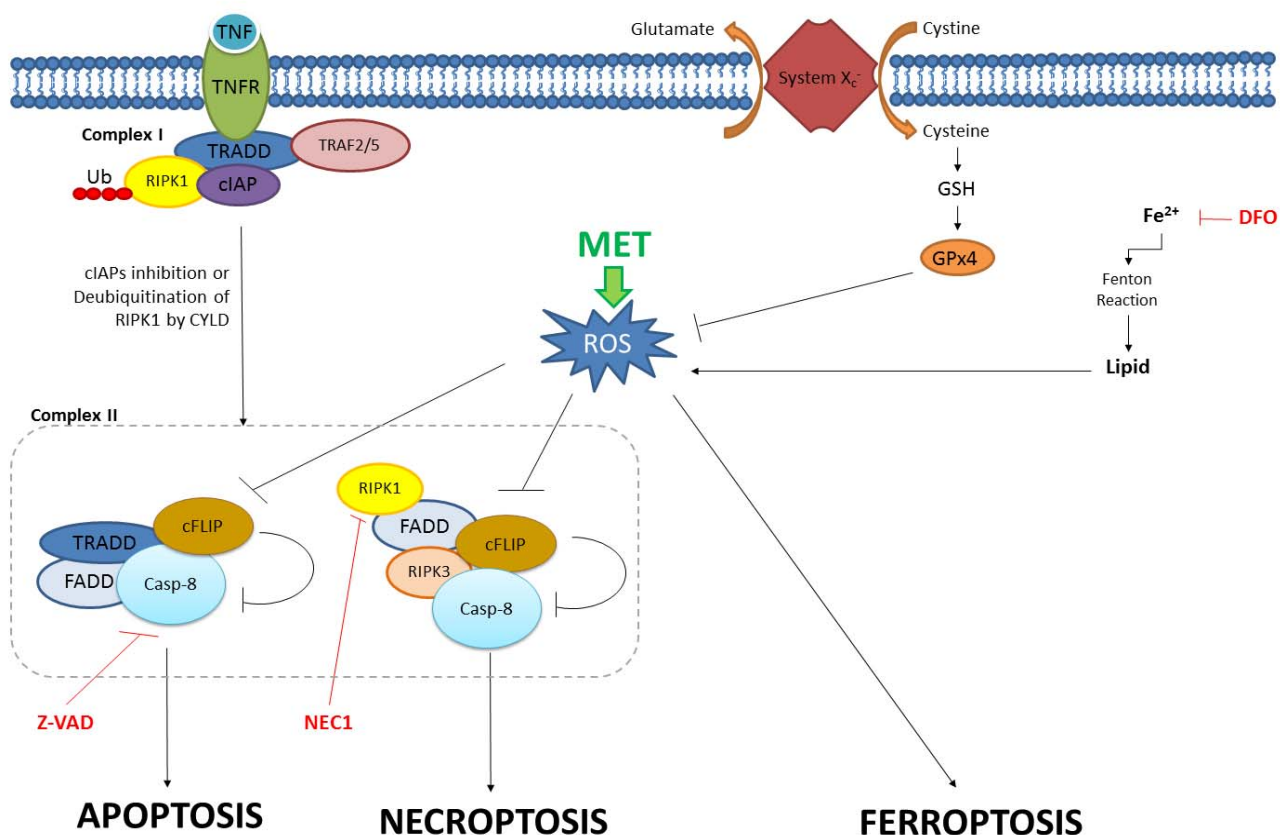 TNF
TNFR
Complex I
TRADD
TRAF2/5
Ub
RIPK1
cIAP
Glutamate
System Xc-
Cystine
Cysteine
GSH
GPx4
Fe2+
DFO
Fenton
Reaction
Lipid
cIAPs inhibition or
Deubiquitination of
RIPK1 by CYLD
MET
ROS
Complex II
TRADD
cFLIP
FADD
Casp-8
RIPK1
FADD
cFLIP
RIPK3
Casp-8
Z-VAD
NEC1
APOPTOSIS
NECROPTOSIS
FERROPTOSIS